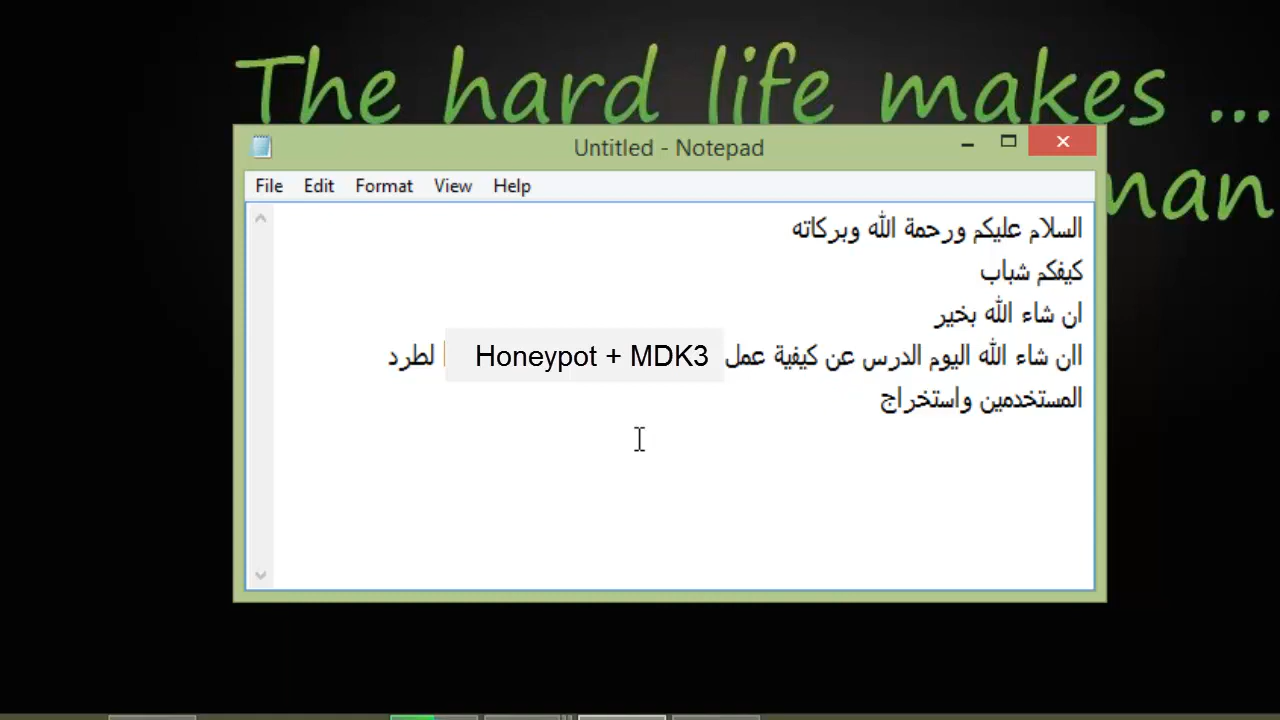 The hard life makes ...
man
Untitled - Notepad
File Edit Format View Help
السلام عليكم ورحمة الله وبركاته
كيفكم شباب
ان شاء الله بخير
اان شاء الله اليوم الدرس عن كيفية عمل Honeypot + MDK3 لطرد
المستخدمين واستخراج